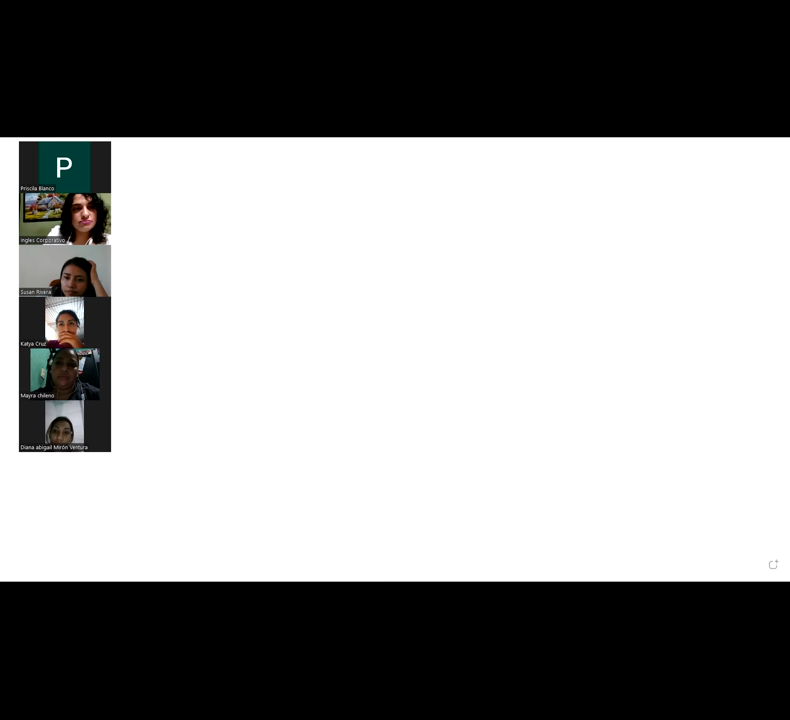 P
Priscila Blanco
Ingles Corporativo
Susan Rivera
Katya Cruz
Mayra chileno
Diana abigail Mirón Ventura